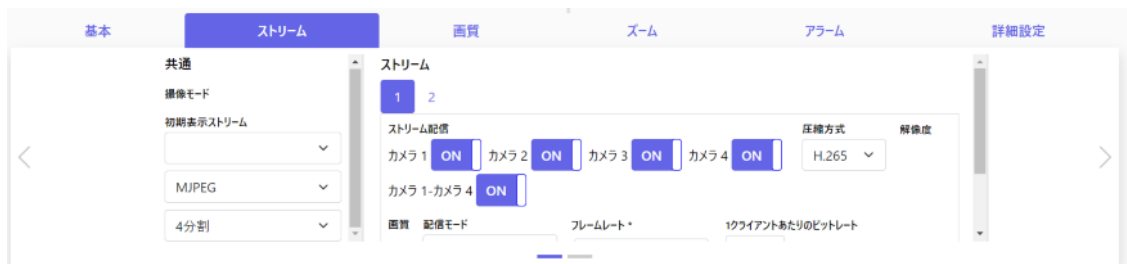 基本 ストリーム 画質 ズーム アラーム 詳細設定
共通
撮像モード
初期表示ストリーム
MJPEG
4分割
ストリーム
1 2
ストリーム配信 圧縮方式 解像度
カメラ 1 ON カメラ 2 ON カメラ 3 ON カメラ 4 ON H.265
カメラ 1-カメラ 4 ON
画質 配信モード フレームレート * 1クライアントあたりのビットレート